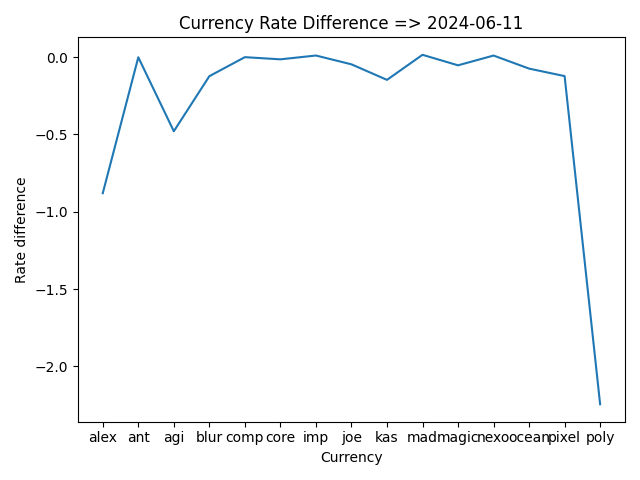 Currency Rate Difference => 2024-06-11
0.0
−0.5
−1.0
−1.5
−2.0
Rate difference
alex ant agi blur comp core imp joe kas mad magic nexo ocean pixel poly
Currency